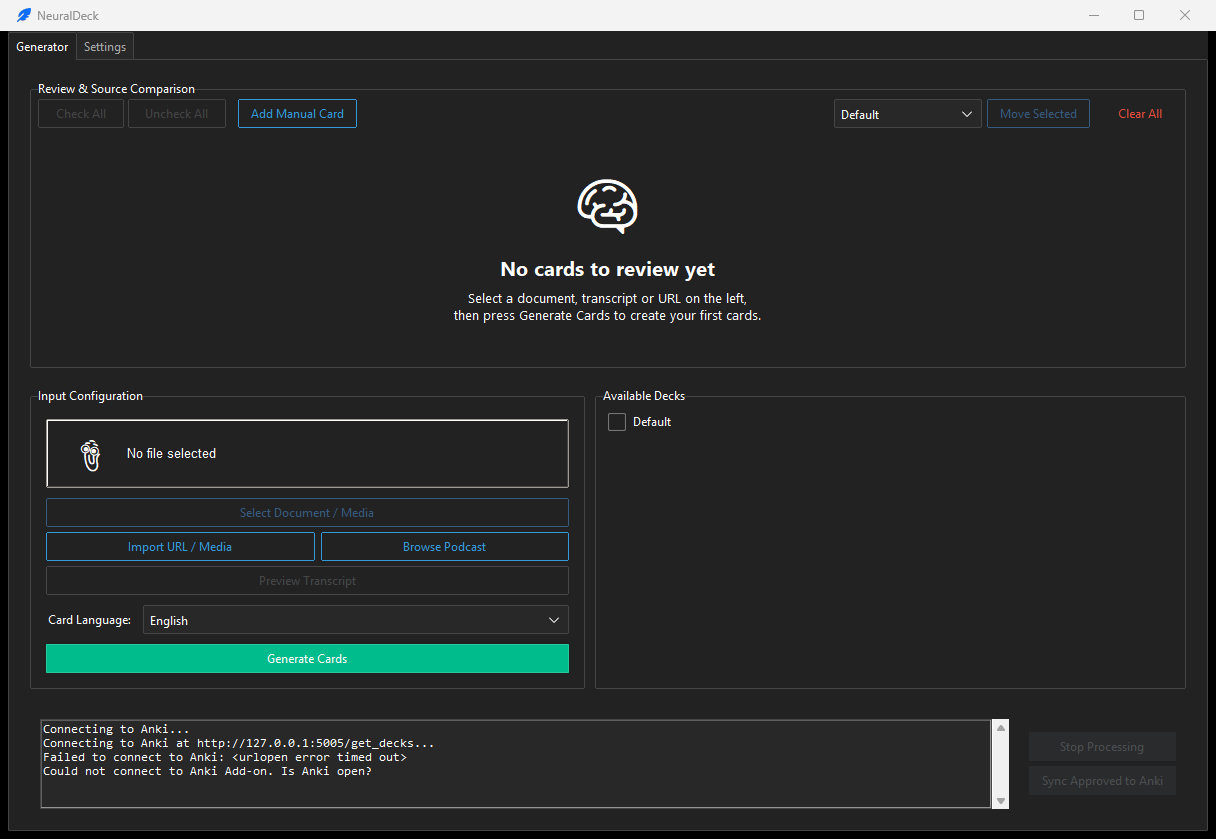 NeuralDeck
Generator Settings
Review & Source Comparison
Check All Uncheck All Add Manual Card Default Move Selected Clear All
No cards to review yet
Select a document, transcript or URL on the left,
then press Generate Cards to create your first cards.
Input Configuration
No file selected
Select Document / Media
Import URL / Media Browse Podcast
Preview Transcript
Card Language: English
Generate Cards
Available Decks
Default
Connecting to Anki...
Connecting to Anki at http://127.0.0.1:5005/get_decks...
Failed to connect to Anki: <urlopen error timed out>
Could not connect to Anki Add-on. Is Anki open?
Stop Processing
Sync Approved to Anki